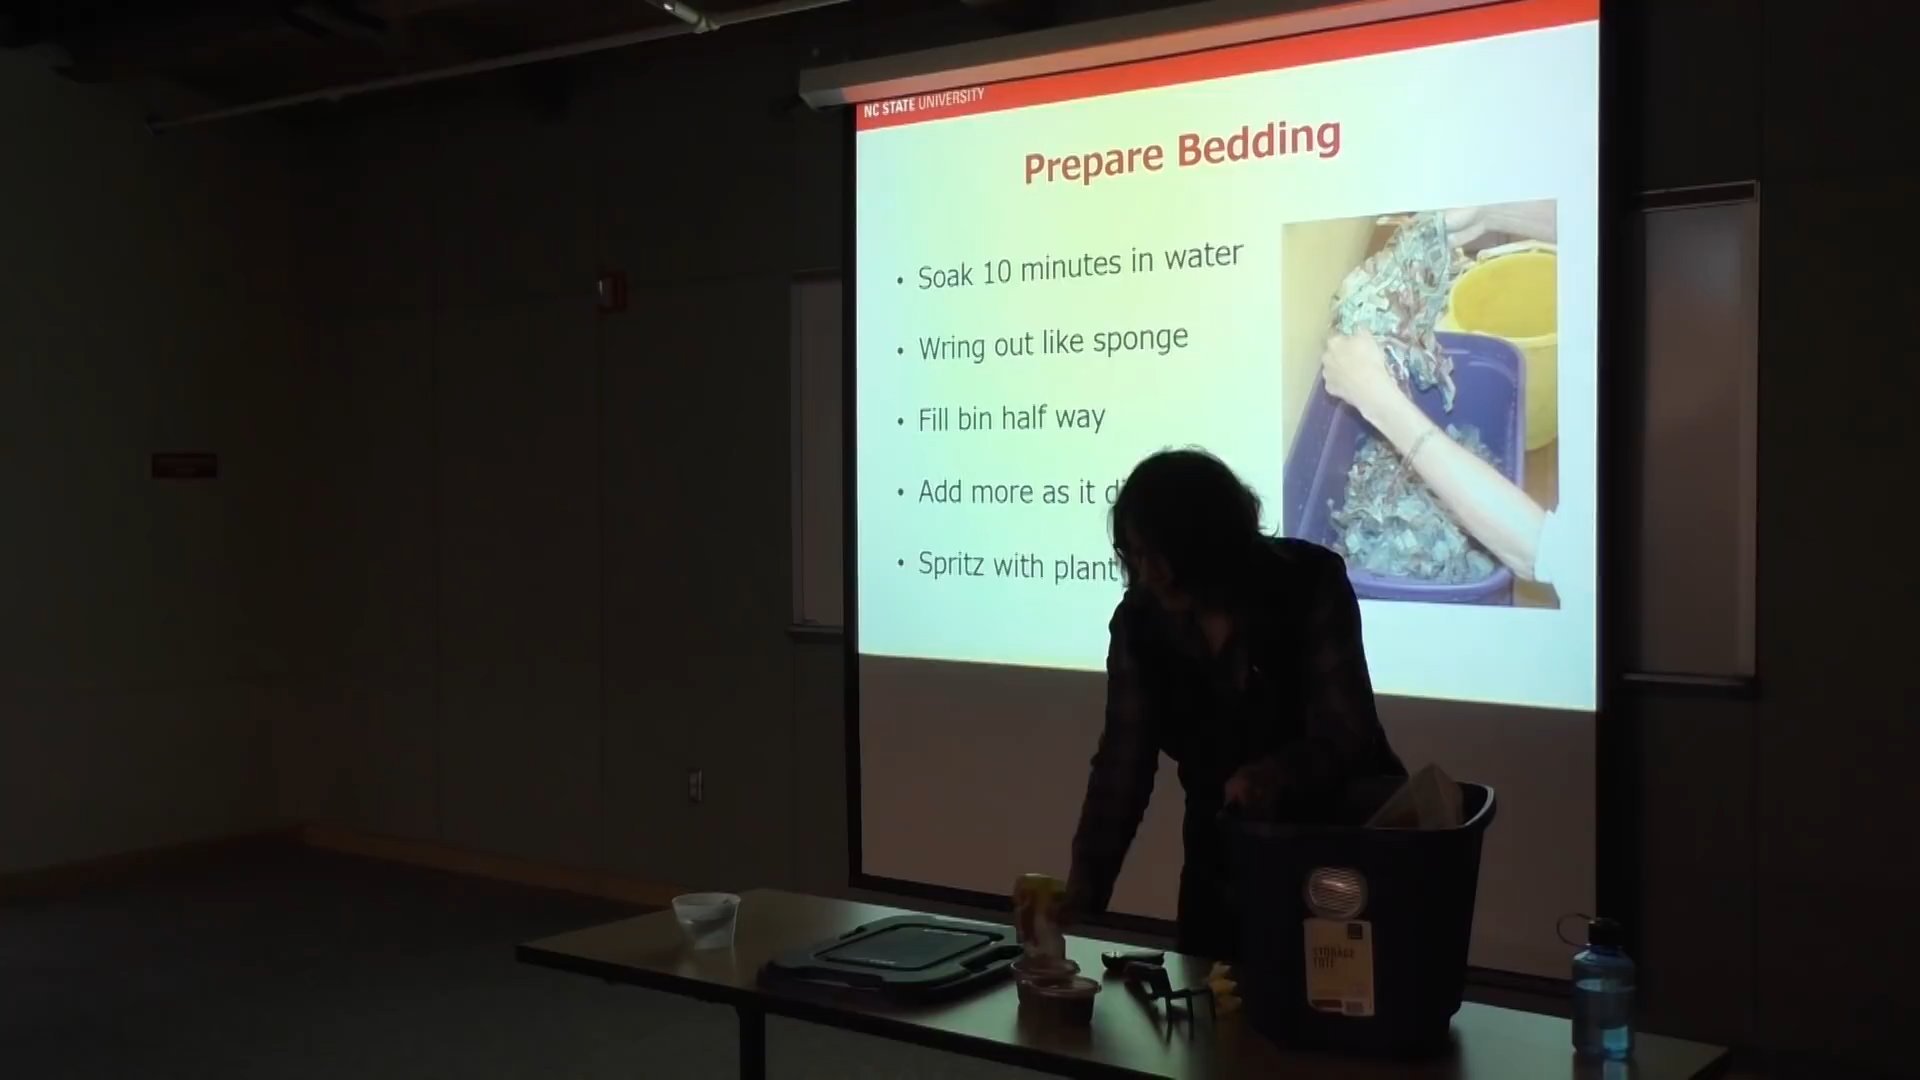 NC STATE UNIVERSITY
Prepare Bedding
• Soak 10 minutes in water
• Wring out like sponge
• Fill bin half way
• Add more as it
• Spritz with plant
STORAGE
TOTE